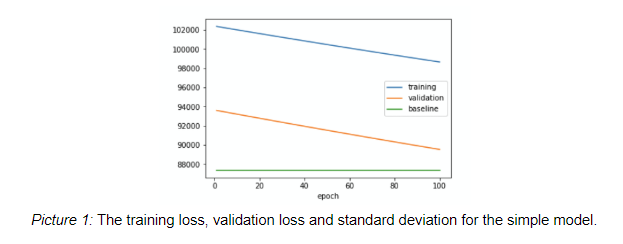 102000
100000
98000
96000
94000
92000
90000
88000
training
validation
baseline
0 20 40 60 80 100
epoch
Picture 1: The training loss, validation loss and standard deviation for the simple model.